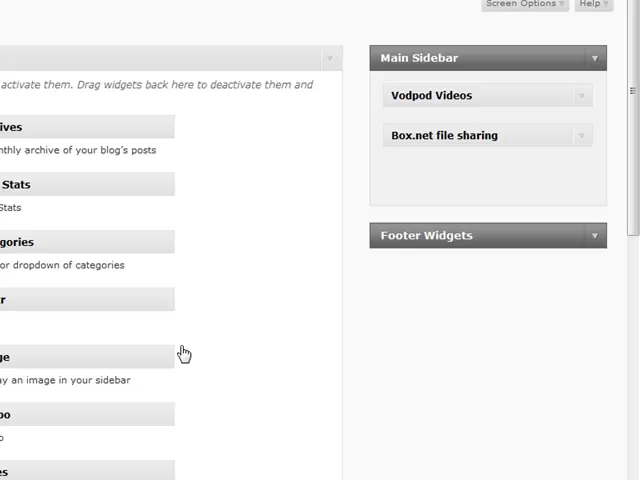 Screen Options Help
Main Sidebar
activate them. Drag widgets back here to deactivate them and
Vodpod Videos
ives
Box.net file sharing
nthly archive of your blog's posts
Stats
Stats
Footer Widgets
gories
or dropdown of categories
r
ge
ay an image in your sidebar
po
o
es